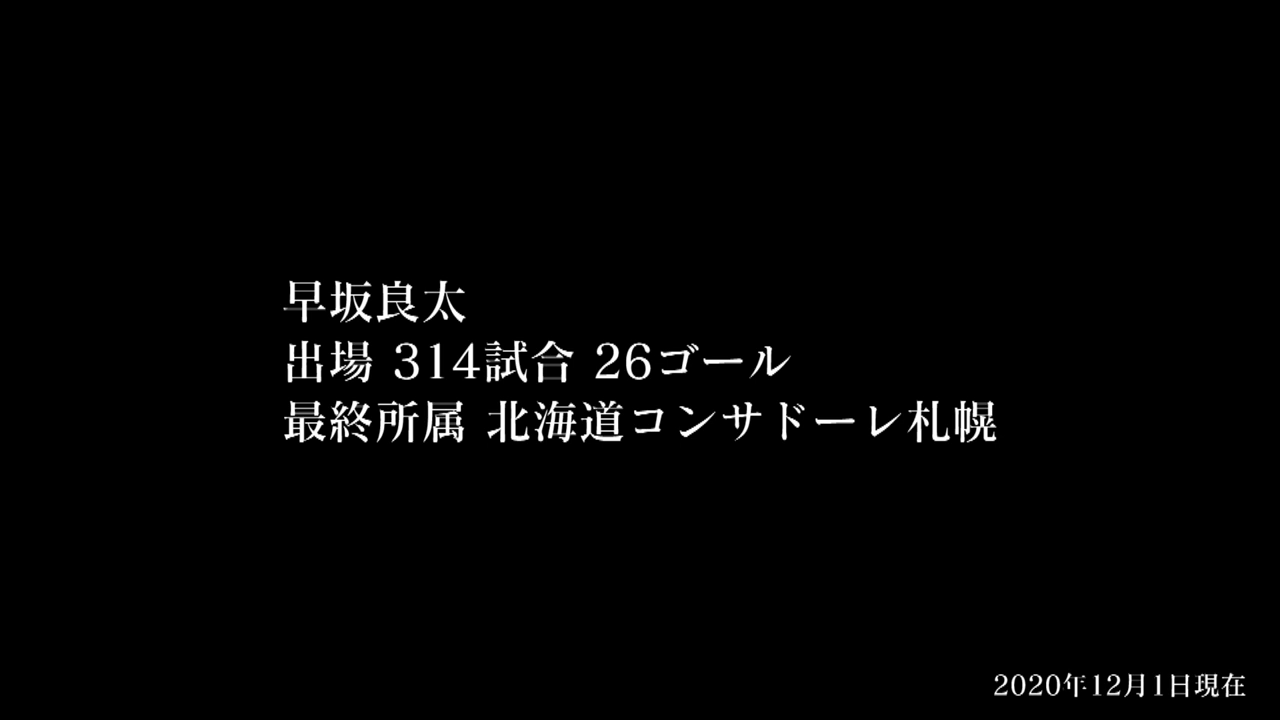 早坂良太
出場 314試合 26ゴール
最終所属 北海道コンサドーレ札幌
2020年12月1日現在